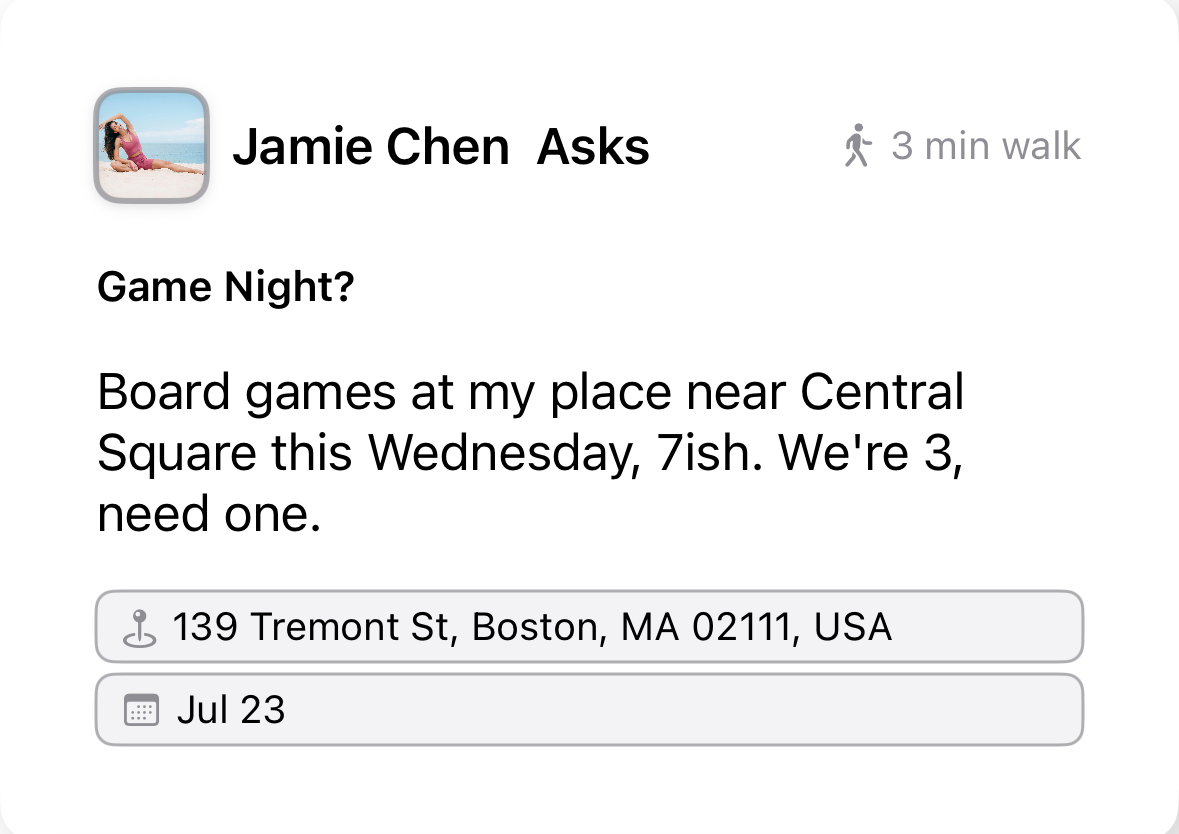 Jamie Chen Asks
3 min walk
Game Night?
Board games at my place near Central
Square this Wednesday, 7ish. We're 3,
need one.
139 Tremont St, Boston, MA 02111, USA
Jul 23